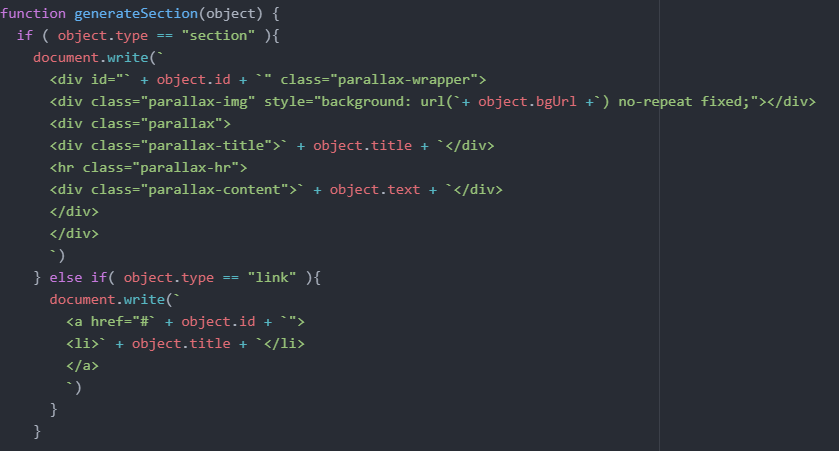 function generateSection(object) {
if ( object.type == "section" ){
document.write(`
<div id="` + object.id + `" class="parallax-wrapper">
<div class="parallax-img" style="background: url(`+ object.bgUrl +`) no-repeat fixed;"></div>
<div class="parallax">
<div class="parallax-title">` + object.title + `</div>
<hr class="parallax-hr">
<div class="parallax-content">` + object.text + `</div>
</div>
</div>
`)
} else if( object.type == "link" ){
document.write(`
<a href="#` + object.id + `">
<li>` + object.title + `</li>
</a>
`)
}
}